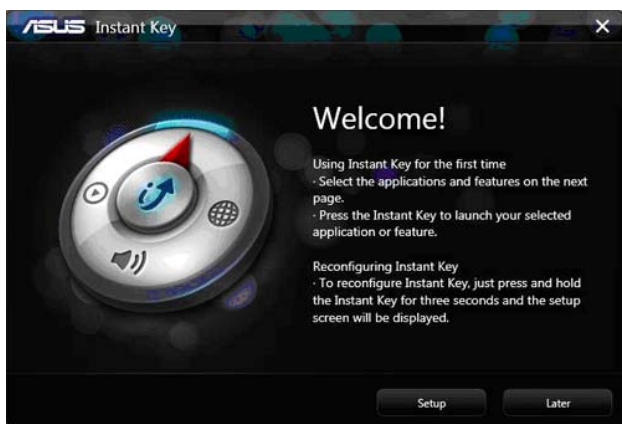 ASUS Instant Key
Welcome!
Using Instant Key for the first time
· Select the applications and features on the next
page.
· Press the Instant Key to launch your selected
application or feature.
Reconfiguring Instant Key
· To reconfigure Instant Key, just press and hold
the Instant Key for three seconds and the setup
screen will be displayed.
Setup Later